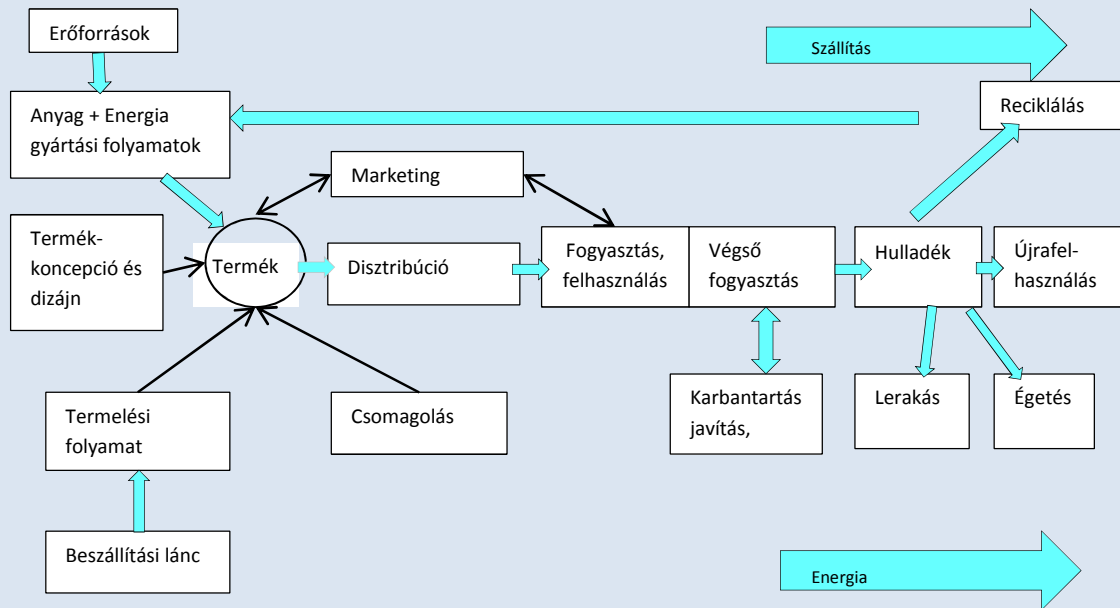 Erőforrások
Szállítás
Anyag + Energia
gyártási folyamatok
Reciklálás
Marketing
Termék-
koncepció és
dizájn
Termék
Disztribúció
Fogyasztás,
felhasználás
Végső
fogyasztás
Hulladék
Újrafel-
használás
Termelési
folyamat
Csomagolás
Karbantartás
javítás,
Lerakás
Égetés
Beszállítási lánc
Energia